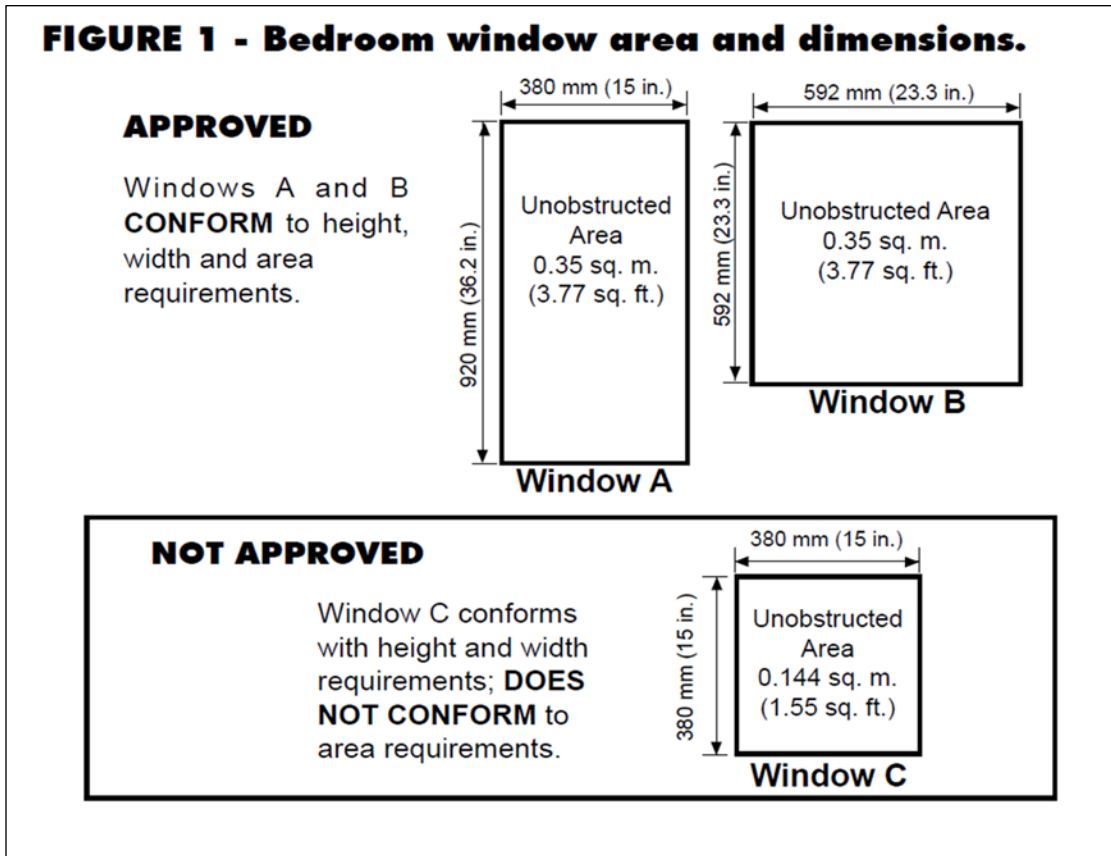 FIGURE 1 - Bedroom window area and dimensions.
APPROVED
Windows A and B
CONFORM to height,
width and area
requirements.
380 mm (15 in.)
920 mm (36.2 in.)
Unobstructed
Area
0.35 sq. m.
(3.77 sq. ft.)
Window A
592 mm (23.3 in.)
592 mm (23.3 in.)
Unobstructed Area
0.35 sq. m.
(3.77 sq. ft.)
Window B
NOT APPROVED
Window C conforms
with height and width
requirements; DOES
NOT CONFORM to
area requirements.
380 mm (15 in.)
380 mm (15 in.)
Unobstructed
Area
0.144 sq. m.
(1.55 sq. ft.)
Window C